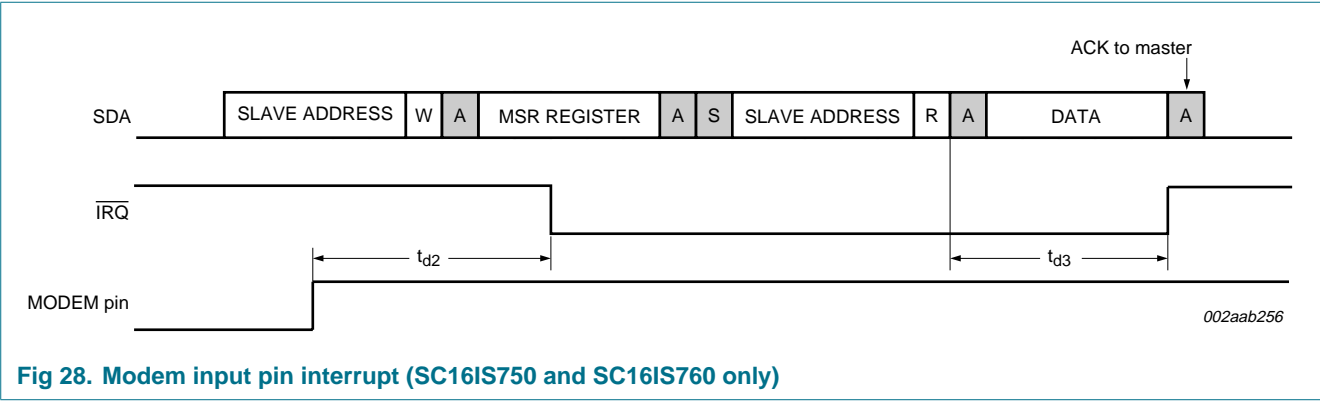 ACK to master
SDA SLAVE ADDRESS W A MSR REGISTER A S SLAVE ADDRESS R A DATA A
IRQ
td2 td3
MODEM pin
002aab256
Fig 28. Modem input pin interrupt (SC16IS750 and SC16IS760 only)